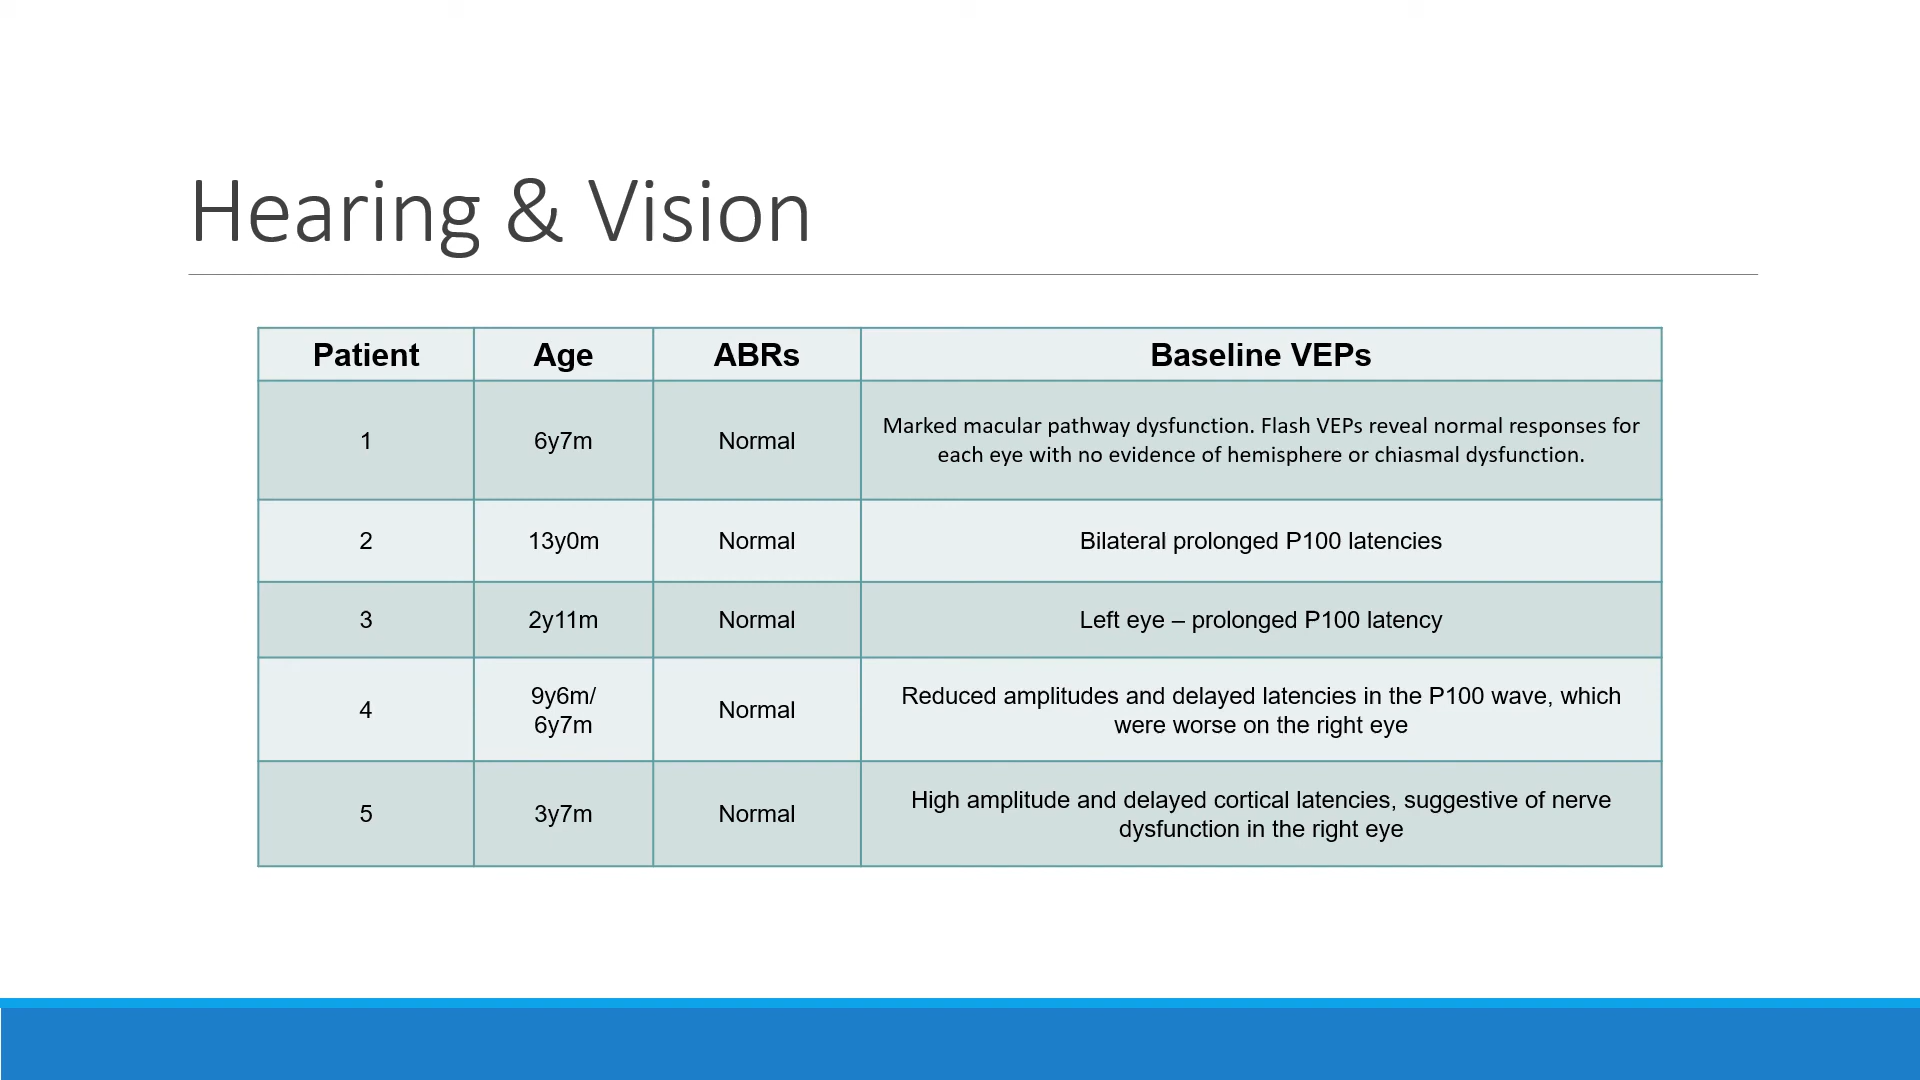 Hearing & Vision
Patient Age ABRs Baseline VEPs
1 6y7m Normal Marked macular pathway dysfunction. Flash VEPs reveal normal responses for
each eye with no evidence of hemisphere or chiasmal dysfunction.
2 13y0m Normal Bilateral prolonged P100 latencies
3 2y11m Normal Left eye – prolonged P100 latency
4 9y6m/
6y7m Normal Reduced amplitudes and delayed latencies in the P100 wave, which
were worse on the right eye
5 3y7m Normal High amplitude and delayed cortical latencies, suggestive of nerve
dysfunction in the right eye